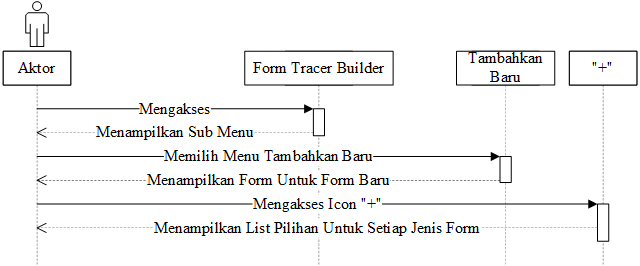 Aktor
Form Tracer Builder
Tambahkan
Baru
"+"
Mengakses
Menampilkan Sub Menu
Memilih Menu Tambahkan Baru
Menampilkan Form Untuk Form Baru
Mengakses Icon "+"
Menampilkan List Pilihan Untuk Setiap Jenis Form